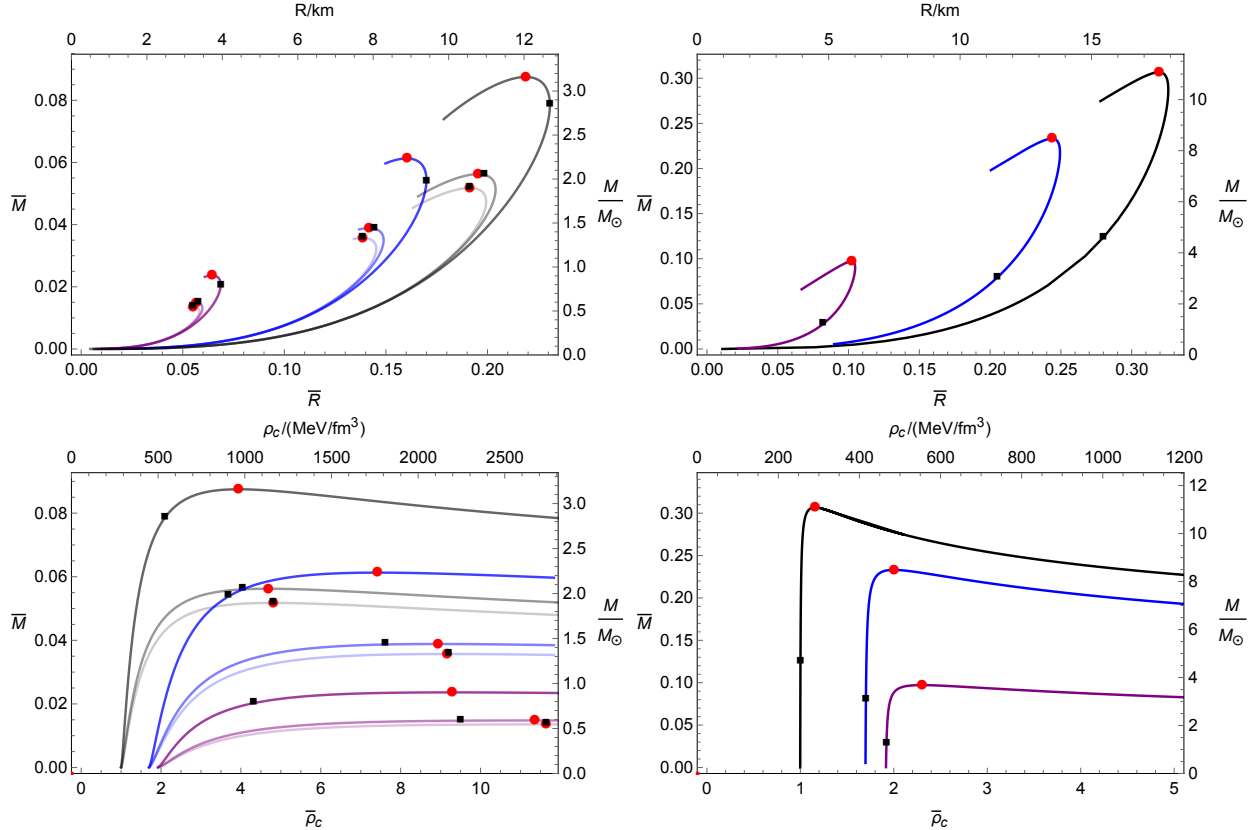 R/km
0 2 4 6 8 10 12
M̅
0.08
0.06
0.04
0.02
0.00
3.0
2.5
2.0
1.5
1.0
0.5
0.0
M/M⊙
0.00 0.05 0.10 0.15 0.20
R̅
R/km
0 5 10 15
M̅
0.30
0.25
0.20
0.15
0.10
0.05
0.00
10
8
6
4
2
0
M/M⊙
0.00 0.05 0.10 0.15 0.20 0.25 0.30
R̅
ρc/(MeV/fm³)
0 500 1000 1500 2000 2500
M̅
0.08
0.06
0.04
0.02
0.00
3.0
2.5
2.0
1.5
1.0
0.5
0.0
M/M⊙
0 2 4 6 8 10
ρ̅c
ρc/(MeV/fm³)
0 200 400 600 800 1000 1200
M̅
0.30
0.25
0.20
0.15
0.10
0.05
0.00
12
10
8
6
4
2
0
M/M⊙
0 1 2 3 4 5
ρ̅c